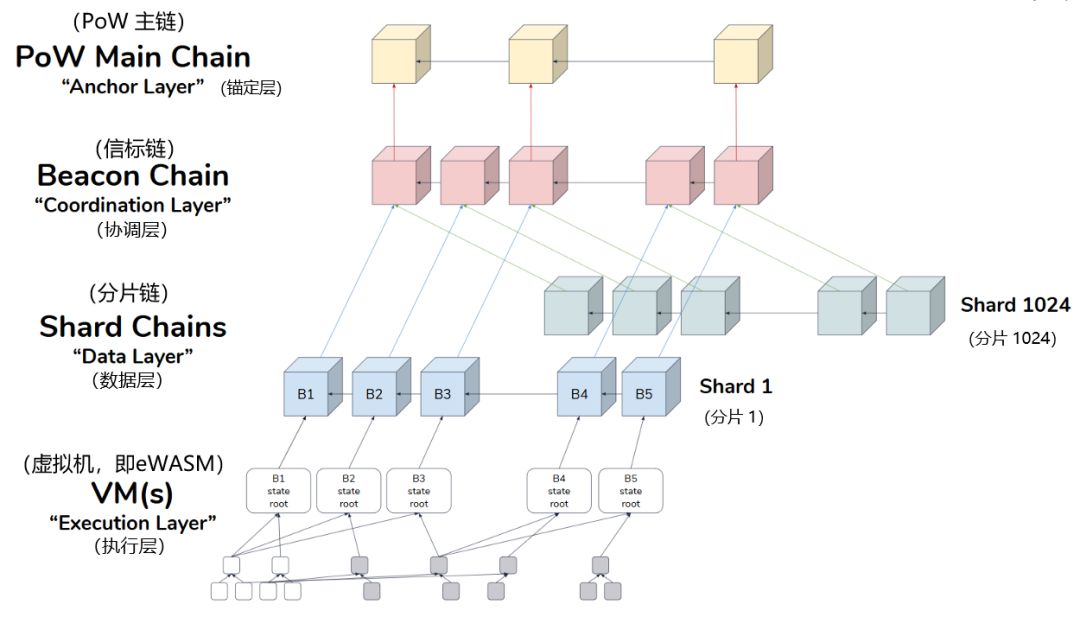 (PoW 主链)
PoW Main Chain
“Anchor Layer” (锚定层)
(信标链)
Beacon Chain
“Coordination Layer”
(协调层)
(分片链)
Shard Chains
“Data Layer”
(数据层)
Shard 1024
(分片 1024)
B1
B2
B3
B4
B5
Shard 1
(分片 1)
(虚拟机，即eWASM)
VM(s)
“Execution Layer”
(执行层)
B1
state
root
B2
state
root
B3
state
root
B4
state
root
B5
state
root